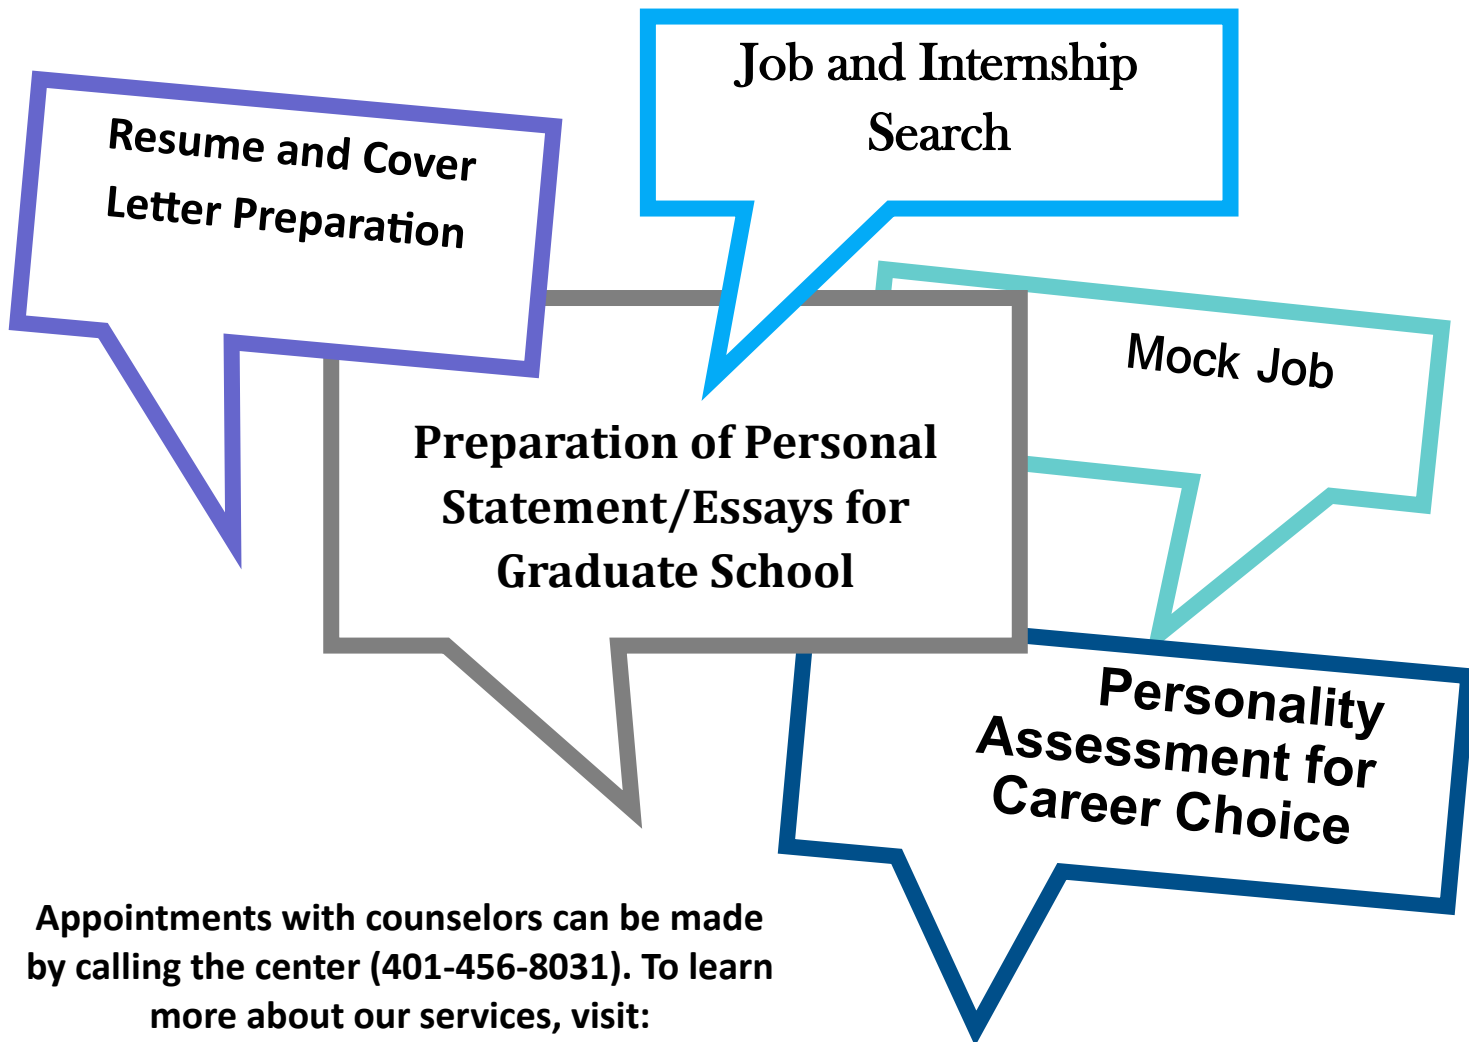 Job and Internship
Search
Resume and Cover
Letter Preparation
Mock Job
Preparation of Personal
Statement/Essays for
Graduate School
Personality
Assessment for
Career Choice
Appointments with counselors can be made
by calling the center (401-456-8031). To learn
more about our services, visit: